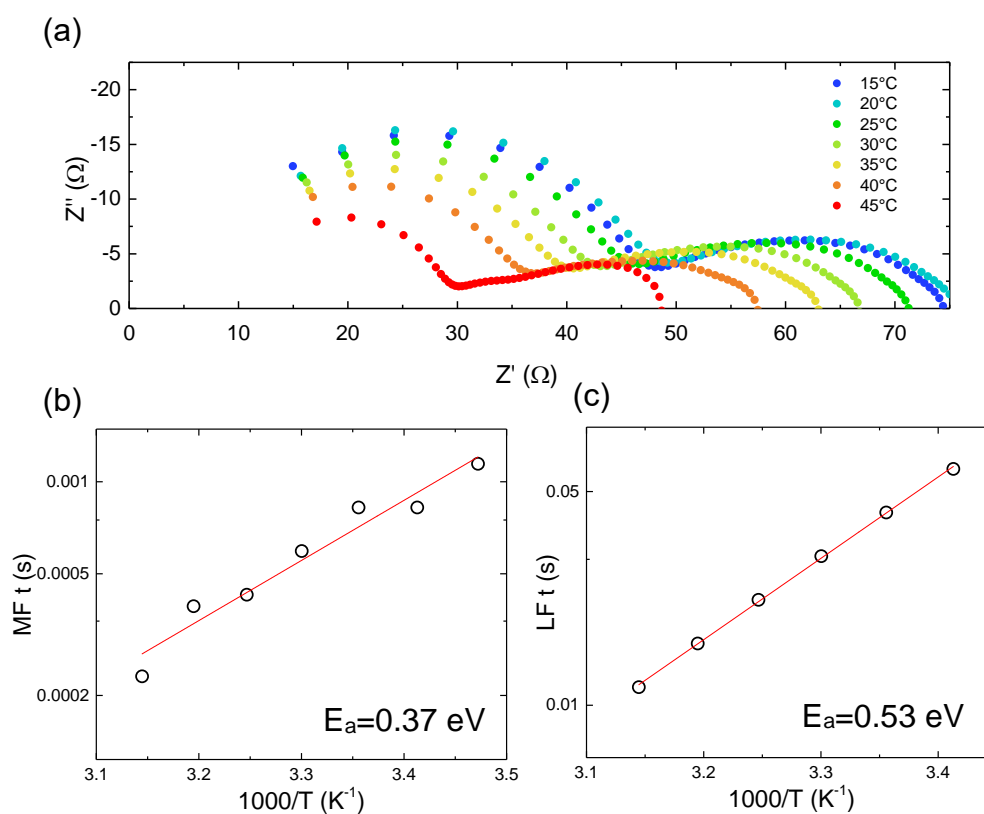 (a)
-20
-15
-10
-5
0
Z'' (Ω)
0 10 20 30 40 50 60 70
Z' (Ω)
15°C
20°C
25°C
30°C
35°C
40°C
45°C
(b)
0.001
0.0005
0.0002
MF t (s)
Ea=0.37 eV
3.1 3.2 3.3 3.4 3.5
1000/T (K-1)
(c)
0.05
0.01
LF t (s)
Ea=0.53 eV
3.1 3.2 3.3 3.4
1000/T (K-1)